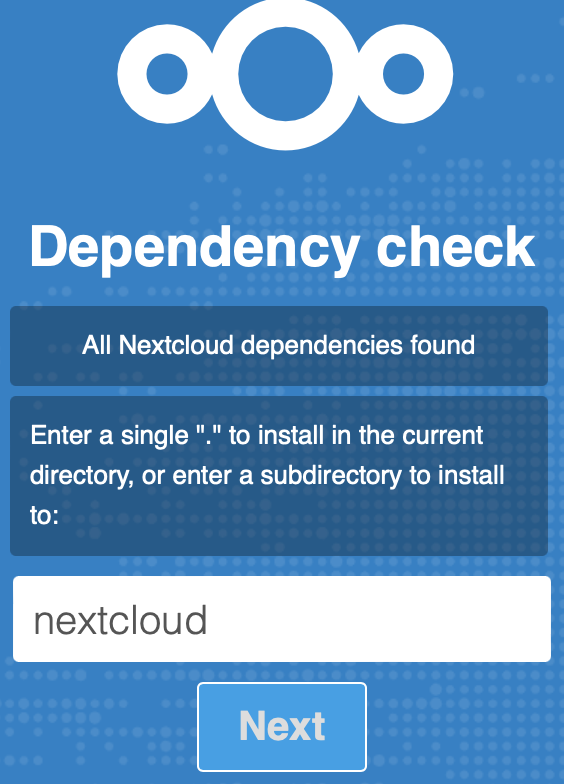 Dependency check
All Nextcloud dependencies found
Enter a single "." to install in the current
directory, or enter a subdirectory to install
to:
nextcloud
Next